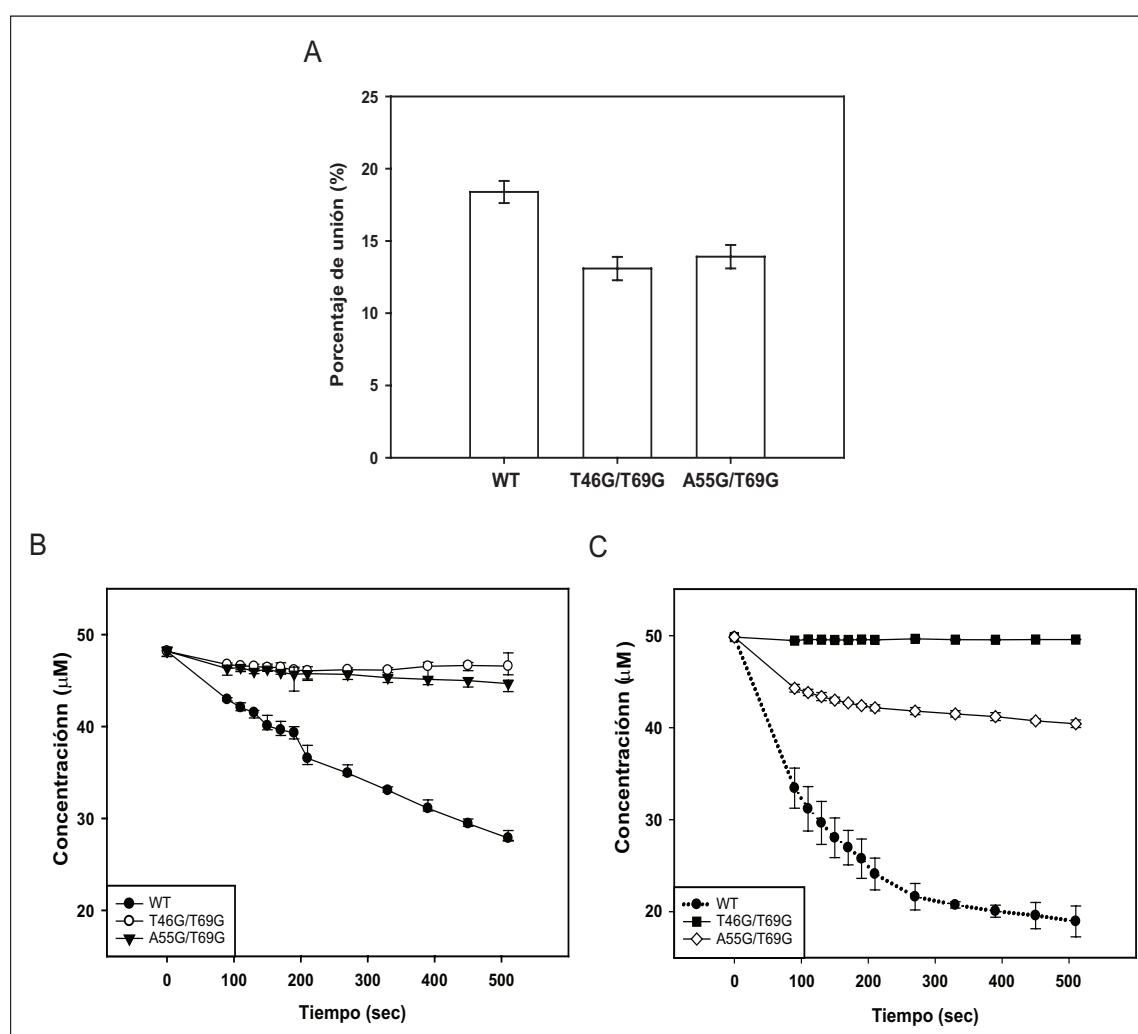 A
25
20
15
10
5
0
Porcentaje de unión (%)
WT T46G/T69G A55G/T69G
B
50
40
30
20
Concentraciónn (μM)
WT
T46G/T69G
A55G/T69G
0 100 200 300 400 500
Tiempo (sec)
C
50
40
30
20
Concentraciónn (μM)
WT
T46G/T69G
A55G/T69G
0 100 200 300 400 500
Tiempo (sec)